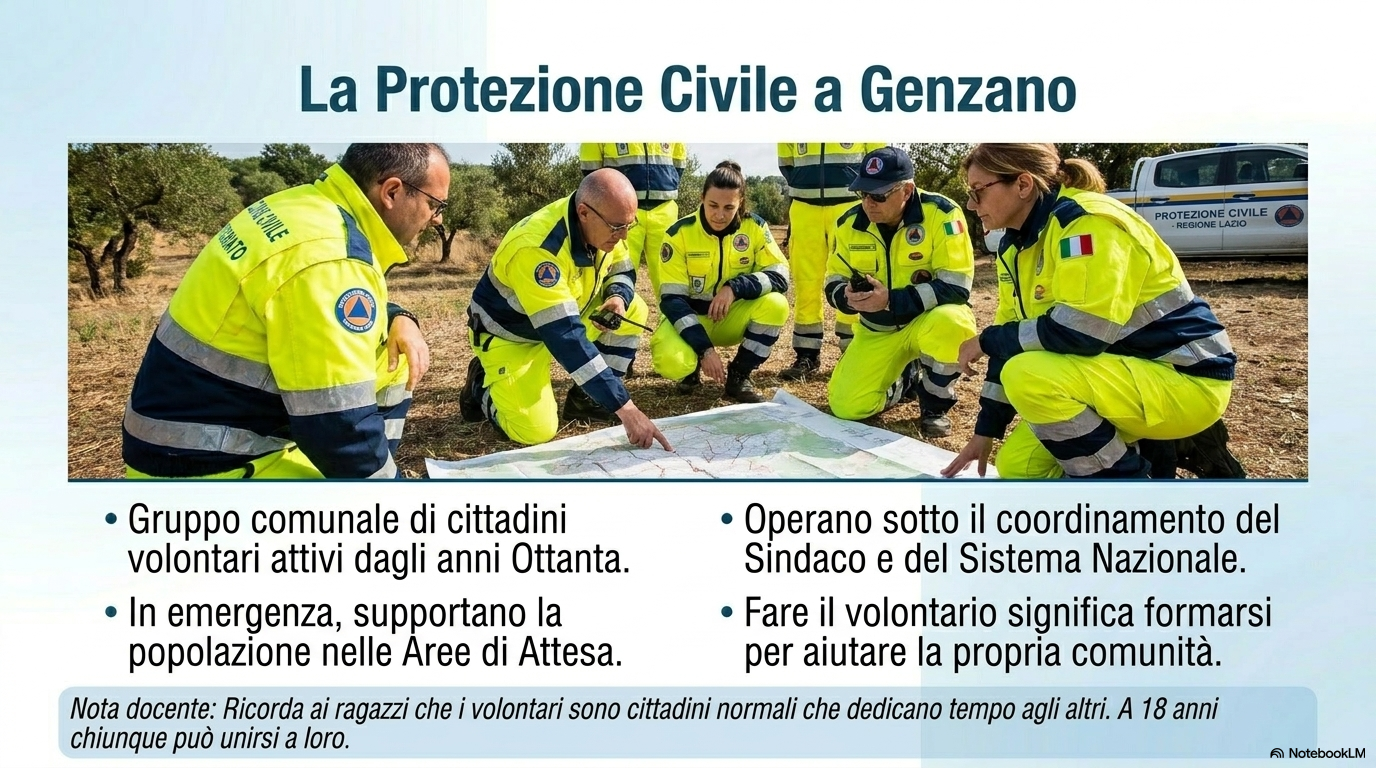 La Protezione Civile a Genzano
PROTEZIONE CIVILE
- REGIONE LAZIO
• Gruppo comunale di cittadini
volontari attivi dagli anni Ottanta.
• In emergenza, supportano la
popolazione nelle Aree di Attesa.
• Operano sotto il coordinamento del
Sindaco e del Sistema Nazionale.
• Fare il volontario significa formarsi
per aiutare la propria comunità.
Nota docente: Ricorda ai ragazzi che i volontari sono cittadini normali che dedicano tempo agli altri. A 18 anni
chiunque può unirsi a loro.
NotebookLM